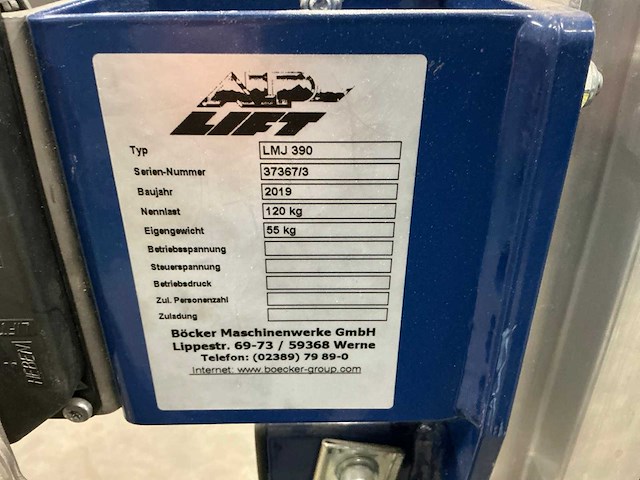 ALP
LIFT
Typ LMJ 390
Serien-Nummer 37367/3
Baujahr 2019
Nennlast 120 kg
Eigengewicht 55 kg
Betriebespannung
Steuerspannung
Betriebsdruck
Zul. Personenzahl
Zuladung
Böcker Maschinenwerke GmbH
Lippestr. 69-73 / 59368 Werne
Telefon: (02389) 79 89-0
Internet: www.boecker-group.com